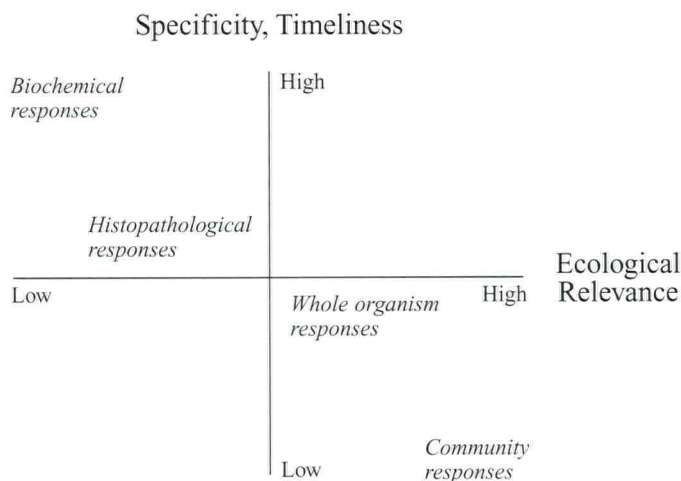 Specificity, Timeliness
Biochemical
responses
High
Histopathological
responses
Ecological
Relevance
Low
High
Whole organism
responses
Community
responses
Low